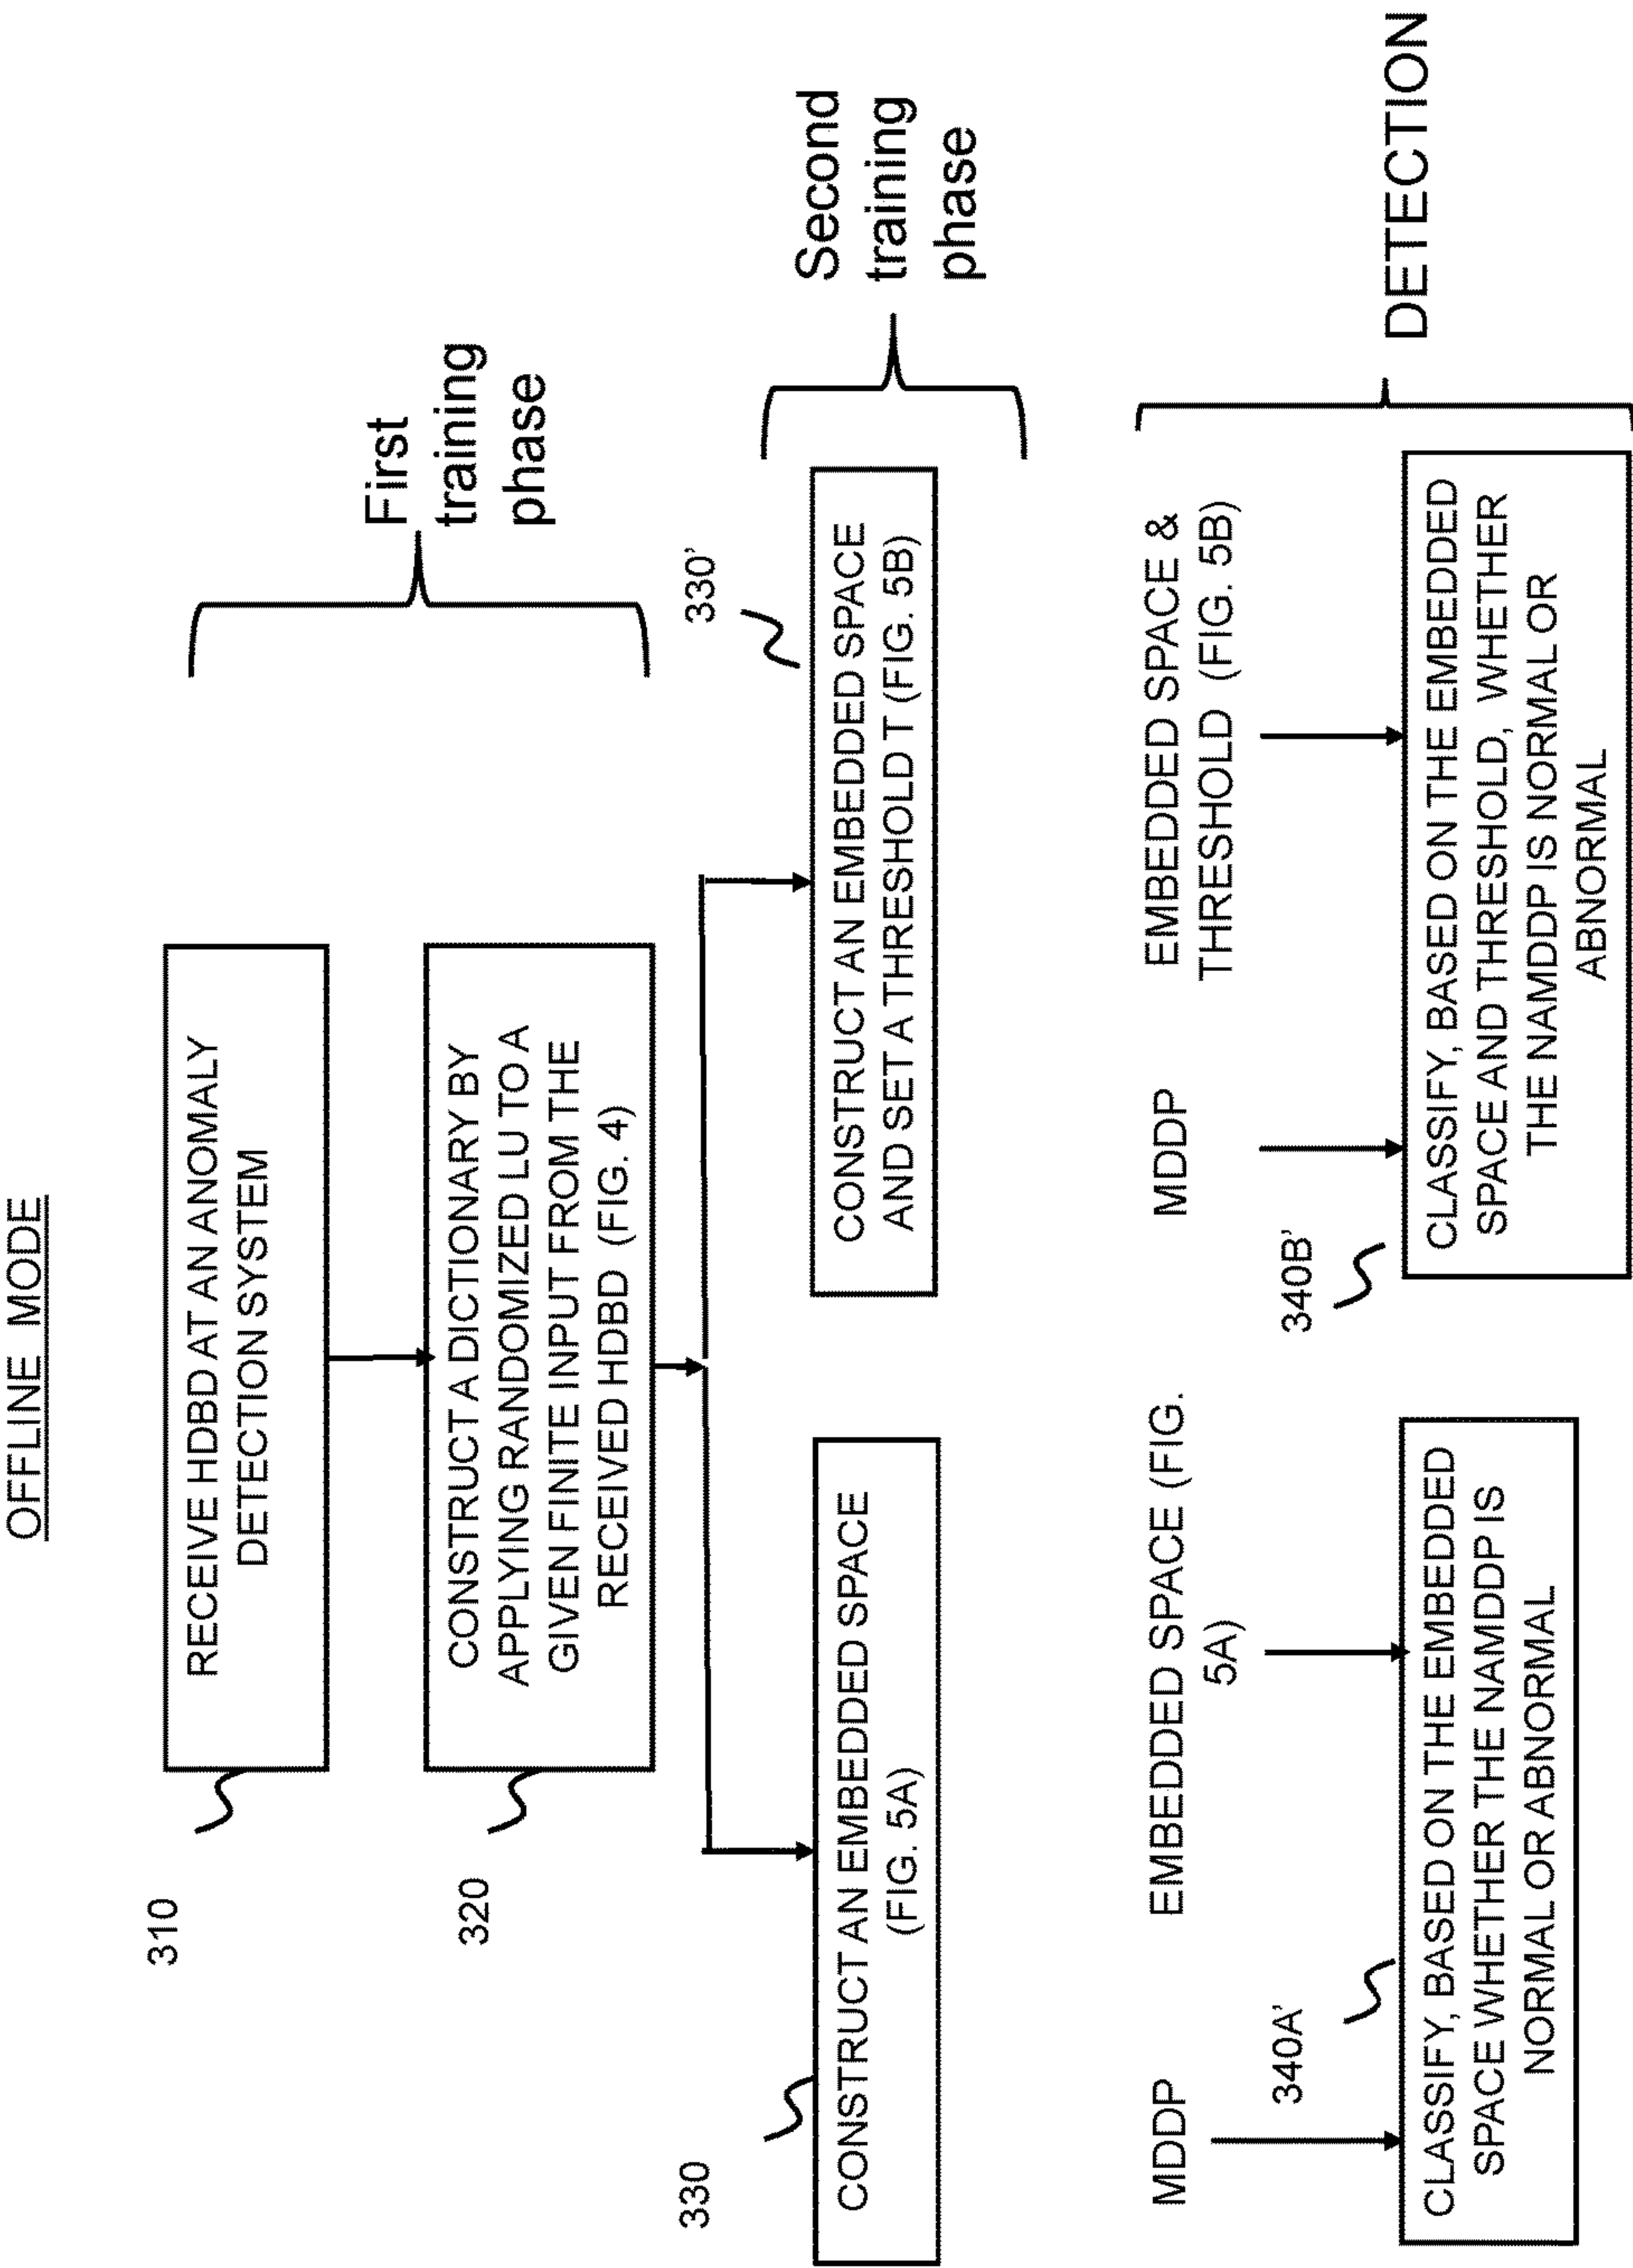 OFFLINE MODE
310
RECEIVE HDBD AT AN ANOMALY
DETECTION SYSTEM
320
CONSTRUCT A DICTIONARY BY
APPLYING RANDOMIZED LU TO A
GIVEN FINITE INPUT FROM THE
RECEIVED HDBD (FIG. 4)
First
training
phase
330
CONSTRUCT AN EMBEDDED SPACE
(FIG. 5A)
330'
CONSTRUCT AN EMBEDDED SPACE
AND SET A THRESHOLD T (FIG. 5B)
Second
training
phase
MDDP
EMBEDDED SPACE (FIG.
5A)
340A'
CLASSIFY, BASED ON THE EMBEDDED
SPACE WHETHER THE NAMDDP IS
NORMAL OR ABNORMAL
MDDP
EMBEDDED SPACE &
THRESHOLD (FIG. 5B)
340B'
CLASSIFY, BASED ON THE EMBEDDED
SPACE AND THRESHOLD, WHETHER
THE NAMDDP IS NORMAL OR
ABNORMAL
DETECTION